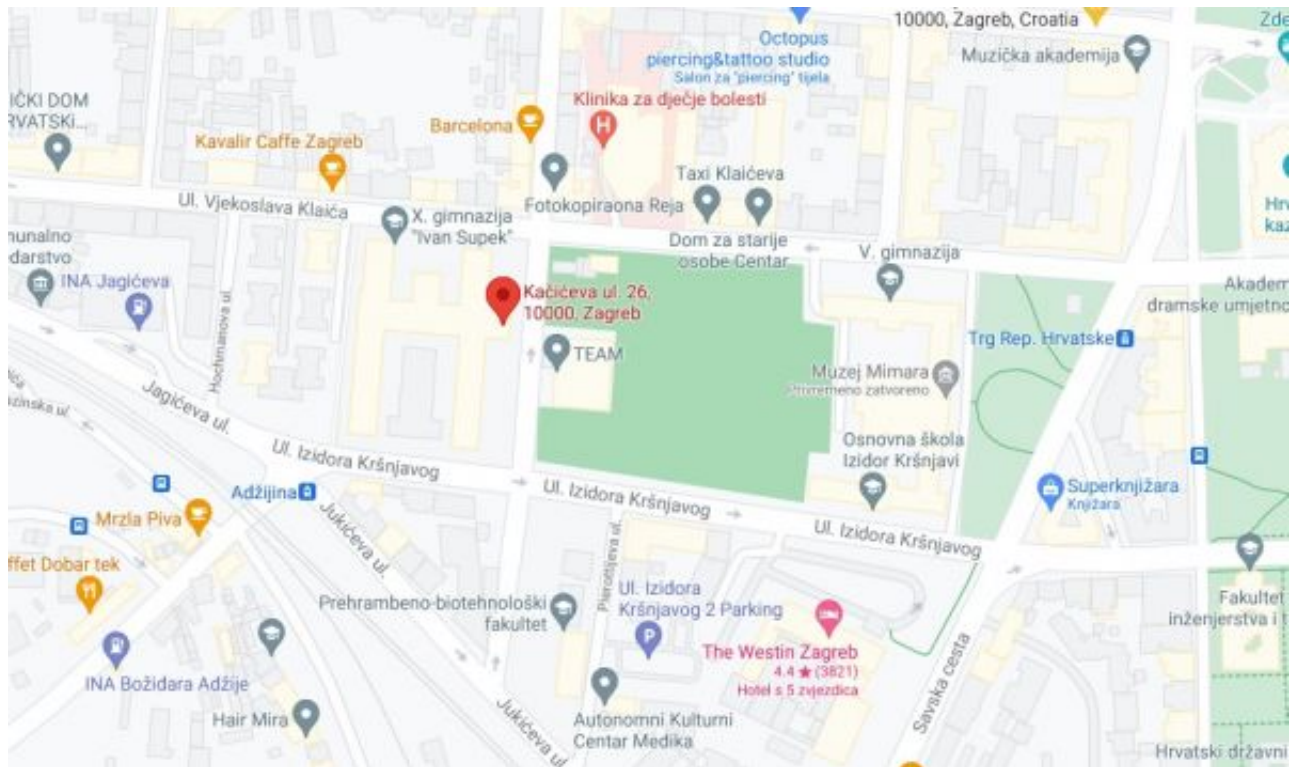 10000, Zagreb, Croatia
Zde
Octopus
piercing&tattoo studio
Salon za "piercing" tijela
Muzička akademija
IČKI DOM
RVATSKI...
Klinika za dječje bolesti
Barcelona
Kavalir Caffe Zagreb
Taxi Klaićeva
Ul. Vjekoslava Klaića
X. gimnazija
"Ivan Supek"
Fotokopiraona Reja
Hrv
kaz
munalno
darstvo
Dom za starije
osobe Centar
V. gimnazija
INA Jagićeva
Kačićeva ul. 26,
10000, Zagreb
Akadem
dramske umjetno
Hochmanova ul.
Trg Rep. Hrvatske
TEAM
Muzej Mimara
Privremeno zatvoreno
Jagićeva ul.
zinska ul.
Osnovna škola
Izidor Kršnjavi
Ul. Izidora Kršnjavog
Ul. Izidora Kršnjavog
Ul. Izidora Kršnjavog
Adžijina
Superknjižara
Knjižara
Mrzla Piva
Jukićeva ul.
ffet Dobar tek
Pierottijeva ul.
Ul. Izidora
Kršnjavog 2 Parking
Prehrambeno-biotehnološki
fakultet
Fakultet
inženjerstva i t
The Westin Zagreb
4.4 ★ (3821)
Hotel s 5 zvjezdica
INA Božidara Adžije
Savska cesta
Hair Mira
Autonomni Kulturni
Centar Medika
Jukićeva ul.
Hrvatski državni